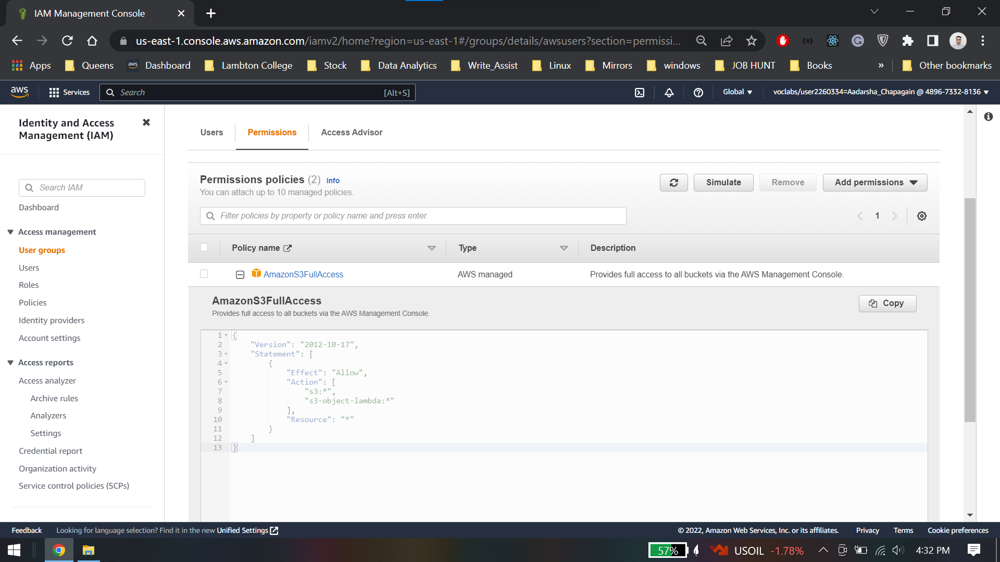 IAM Management Console
us-east-1.console.aws.amazon.com/iamv2/home?region=us-east-1#/groups/details/awsusers?section=permissi...
Apps Queens aws Dashboard Lambton College Stock Data Analytics Write_Assist Linux Mirrors windows JOB HUNT Books » Other bookmarks
aws Services Search [Alt+S] Global voclabs/user2260334=Aadarsha_Chapagain @ 4896-7332-8136
Identity and Access
Management (IAM)
Search IAM
Dashboard
Access management
User groups
Users
Roles
Policies
Identity providers
Account settings
Access reports
Access analyzer
Archive rules
Analyzers
Settings
Credential report
Organization activity
Service control policies (SCPs)
Users Permissions Access Advisor
Permissions policies (2) Info
You can attach up to 10 managed policies.
Simulate Remove Add permissions
Filter policies by property or policy name and press enter.
1
Policy name Type Description
AmazonS3FullAccess AWS managed Provides full access to all buckets via the AWS Management Console.
AmazonS3FullAccess
Provides full access to all buckets via the AWS Management Console.
Copy
1 {
2 "Version": "2012-10-17",
3 "Statement": [
4 {
5 "Effect": "Allow",
6 "Action": [
7 "s3:*",
8 "s3-object-lambda:*"
9 ],
10 "Resource": "*"
11 }
12 ]
13 }
Feedback Looking for language selection? Find it in the new Unified Settings © 2022, Amazon Web Services, Inc. or its affiliates. Privacy Terms Cookie preferences
57% USOIL -1.78% 4:32 PM